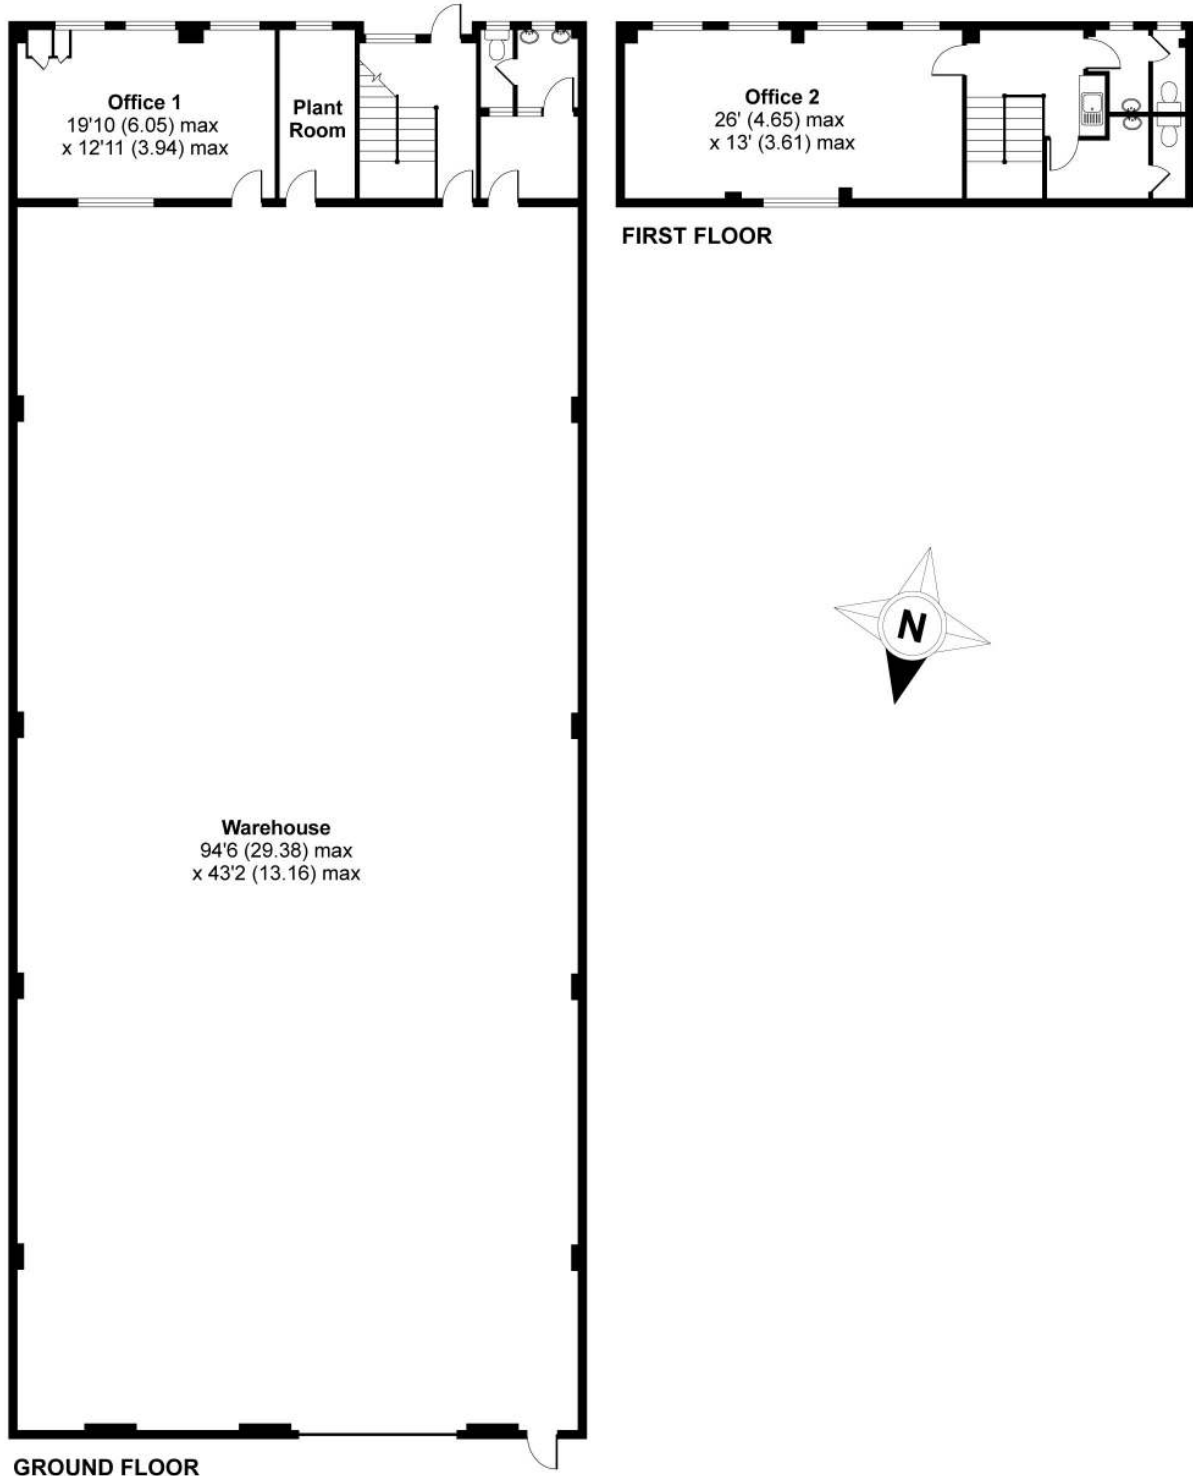 Office 1
19'10 (6.05) max
x 12'11 (3.94) max
Plant
Room
Office 2
26' (4.65) max
x 13' (3.61) max
FIRST FLOOR
N
Warehouse
94'6 (29.38) max
x 43'2 (13.16) max
GROUND FLOOR